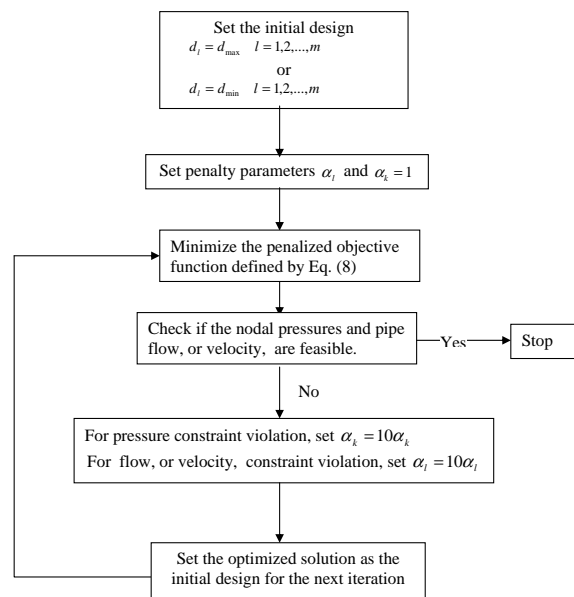 Set the initial design
d_l = d_max l = 1,2,...,m
or
d_l = d_min l = 1,2,...,m
Set penalty parameters α_l and α_k = 1
Minimize the penalized objective
function defined by Eq. (8)
Check if the nodal pressures and pipe
flow, or velocity, are feasible.
Yes
Stop
No
For pressure constraint violation, set α_k = 10α_k
For flow, or velocity, constraint violation, set α_l = 10α_l
Set the optimized solution as the
initial design for the next iteration